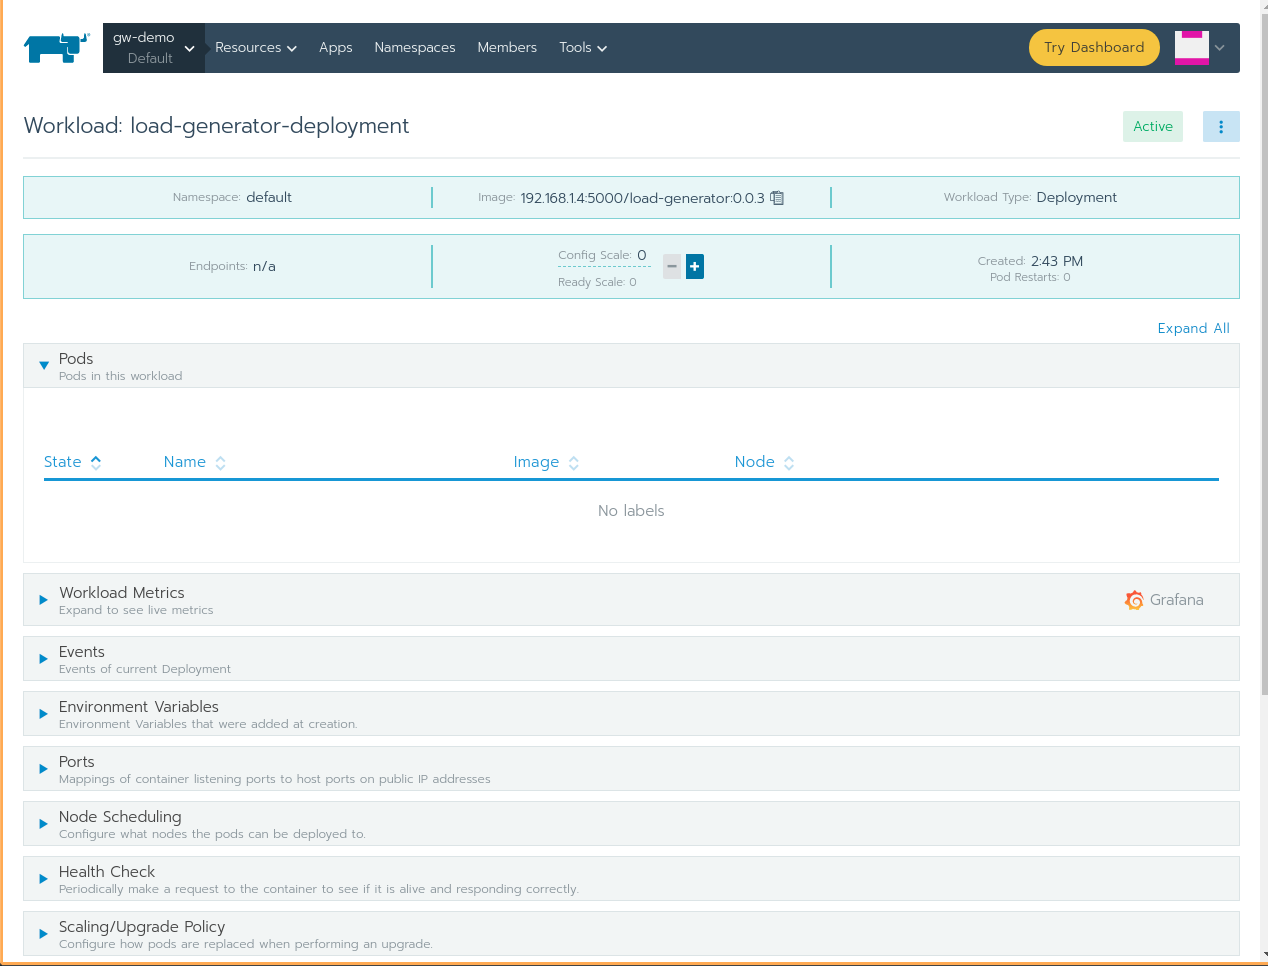 gw-demo
Default
Resources Apps Namespaces Members Tools
Try Dashboard
Workload: load-generator-deployment
Active
Namespace: default
Image: 192.168.1.4:5000/load-generator:0.0.3
Workload Type: Deployment
Endpoints: n/a
Config Scale: 0
Ready Scale: 0
Created: 2:43 PM
Pod Restarts: 0
Expand All
Pods
Pods in this workload
State Name Image Node
No labels
Workload Metrics
Expand to see live metrics
Grafana
Events
Events of current Deployment
Environment Variables
Environment Variables that were added at creation.
Ports
Mappings of container listening ports to host ports on public IP addresses
Node Scheduling
Configure what nodes the pods can be deployed to.
Health Check
Periodically make a request to the container to see if it is alive and responding correctly.
Scaling/Upgrade Policy
Configure how pods are replaced when performing an upgrade.